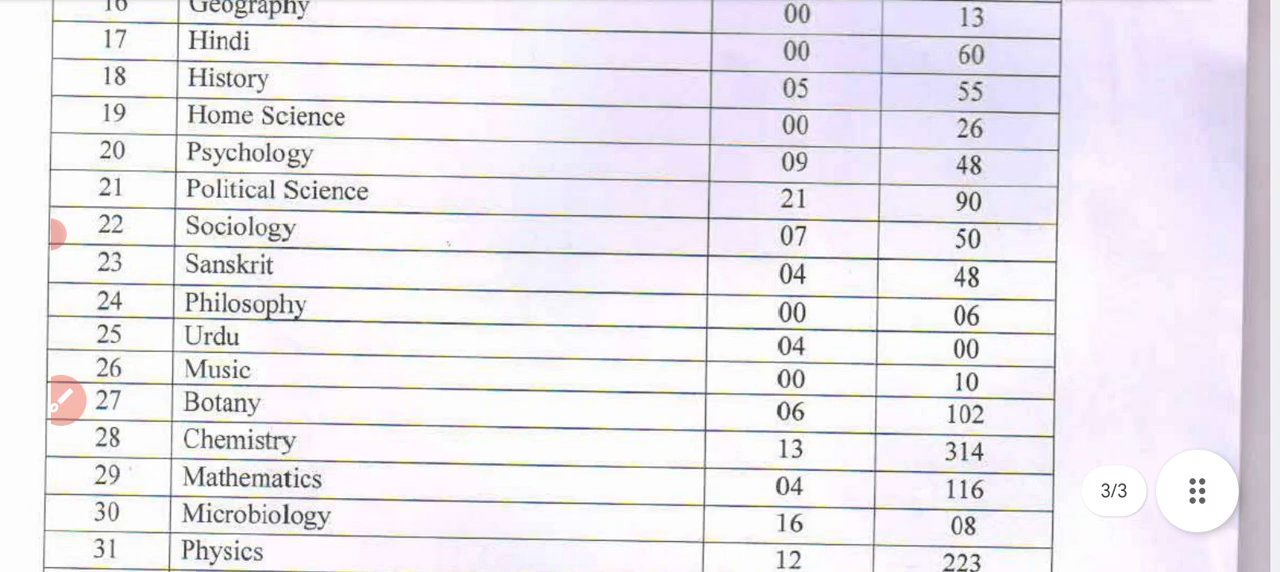 16 Geography 00 13
17 Hindi 00 60
18 History 05 55
19 Home Science 00 26
20 Psychology 09 48
21 Political Science 21 90
22 Sociology 07 50
23 Sanskrit 04 48
24 Philosophy 00 06
25 Urdu 04 00
26 Music 00 10
27 Botany 06 102
28 Chemistry 13 314
29 Mathematics 04 116
30 Microbiology 16 08
31 Physics 12 223
3/3